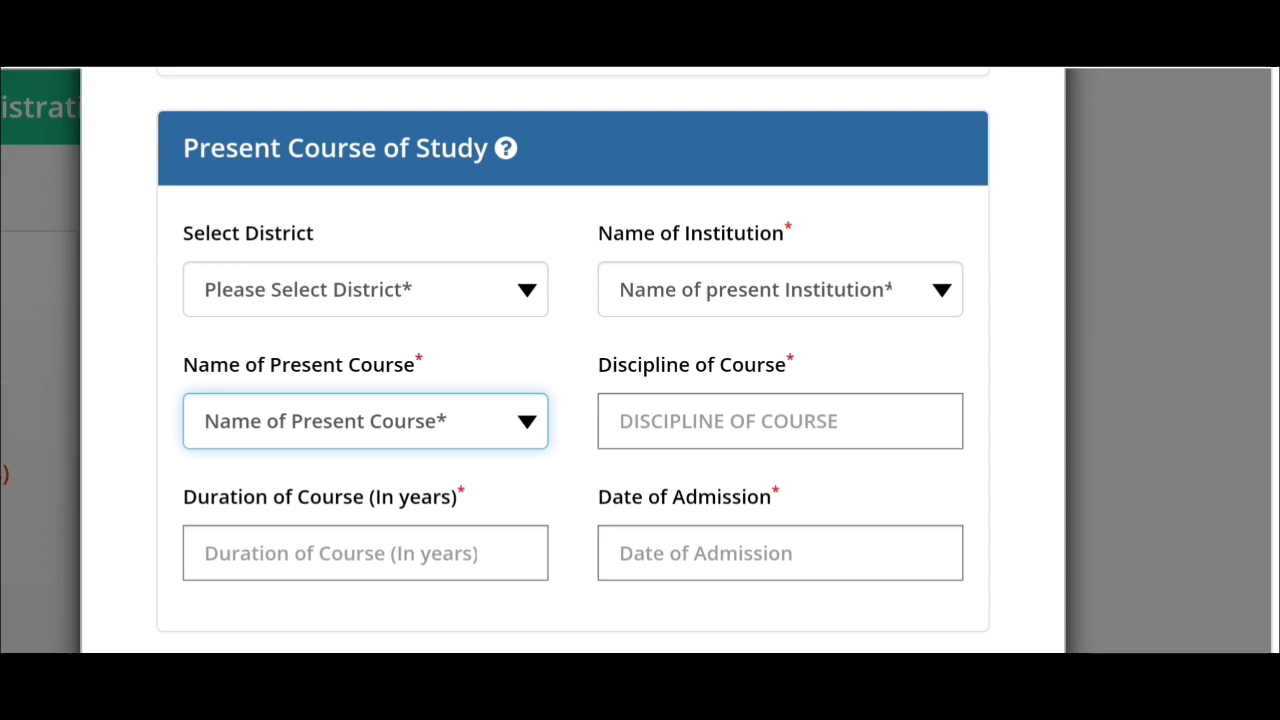 istrati
Present Course of Study ?
Select District
Name of Institution*
Please Select District*
Name of present Institution*
Name of Present Course*
Discipline of Course*
Name of Present Course*
DISCIPLINE OF COURSE
)
Duration of Course (In years)*
Date of Admission*
Duration of Course (In years)
Date of Admission